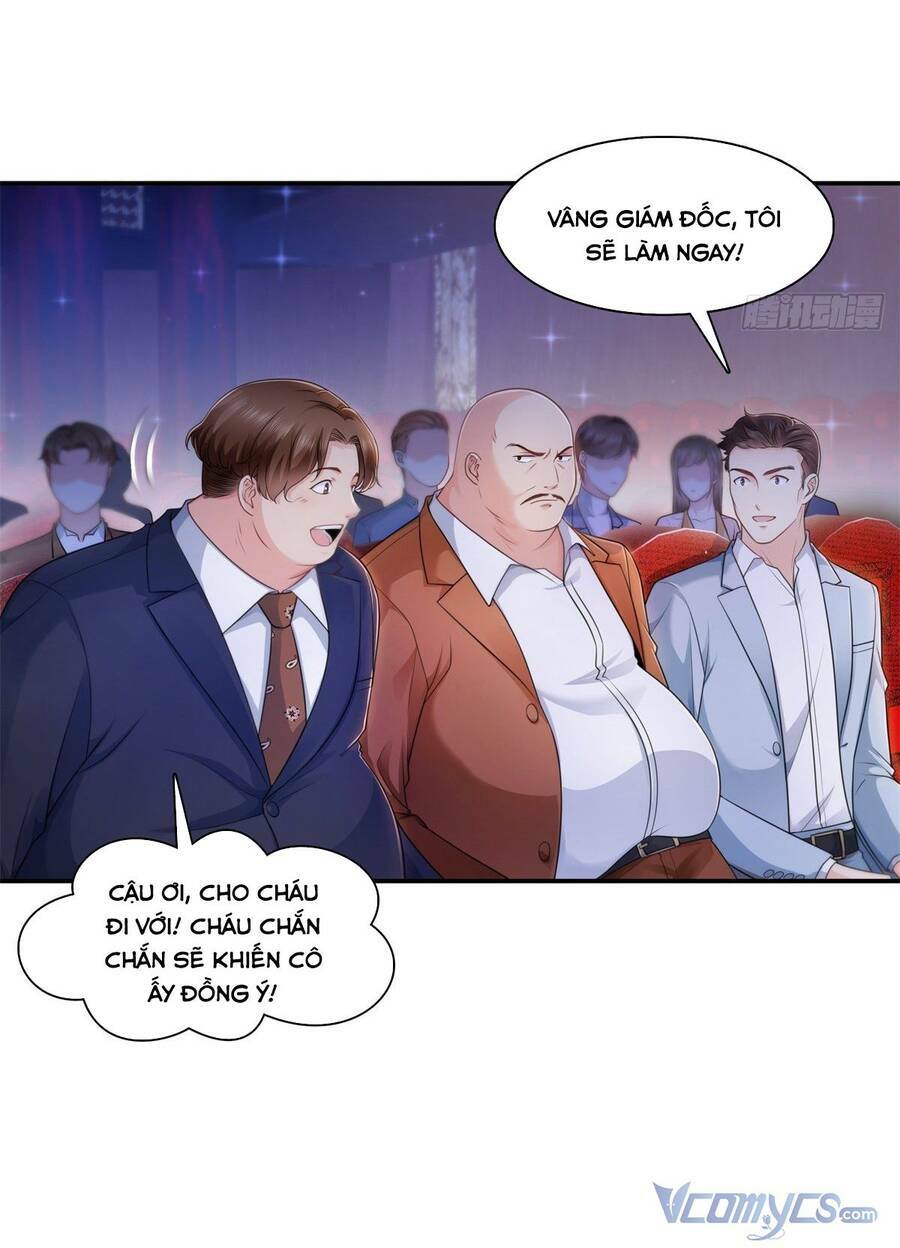 VÂNG GIÁM ĐỐC, TÔI
SẼ LÀM NGAY!
腾讯动漫
CẬU ƠI, CHO CHÁU
ĐI VỚI! CHÁU CHẮN
CHẮN SẼ KHIẾN CÔ
ẤY ĐỒNG Ý!
VCOMYCS.com